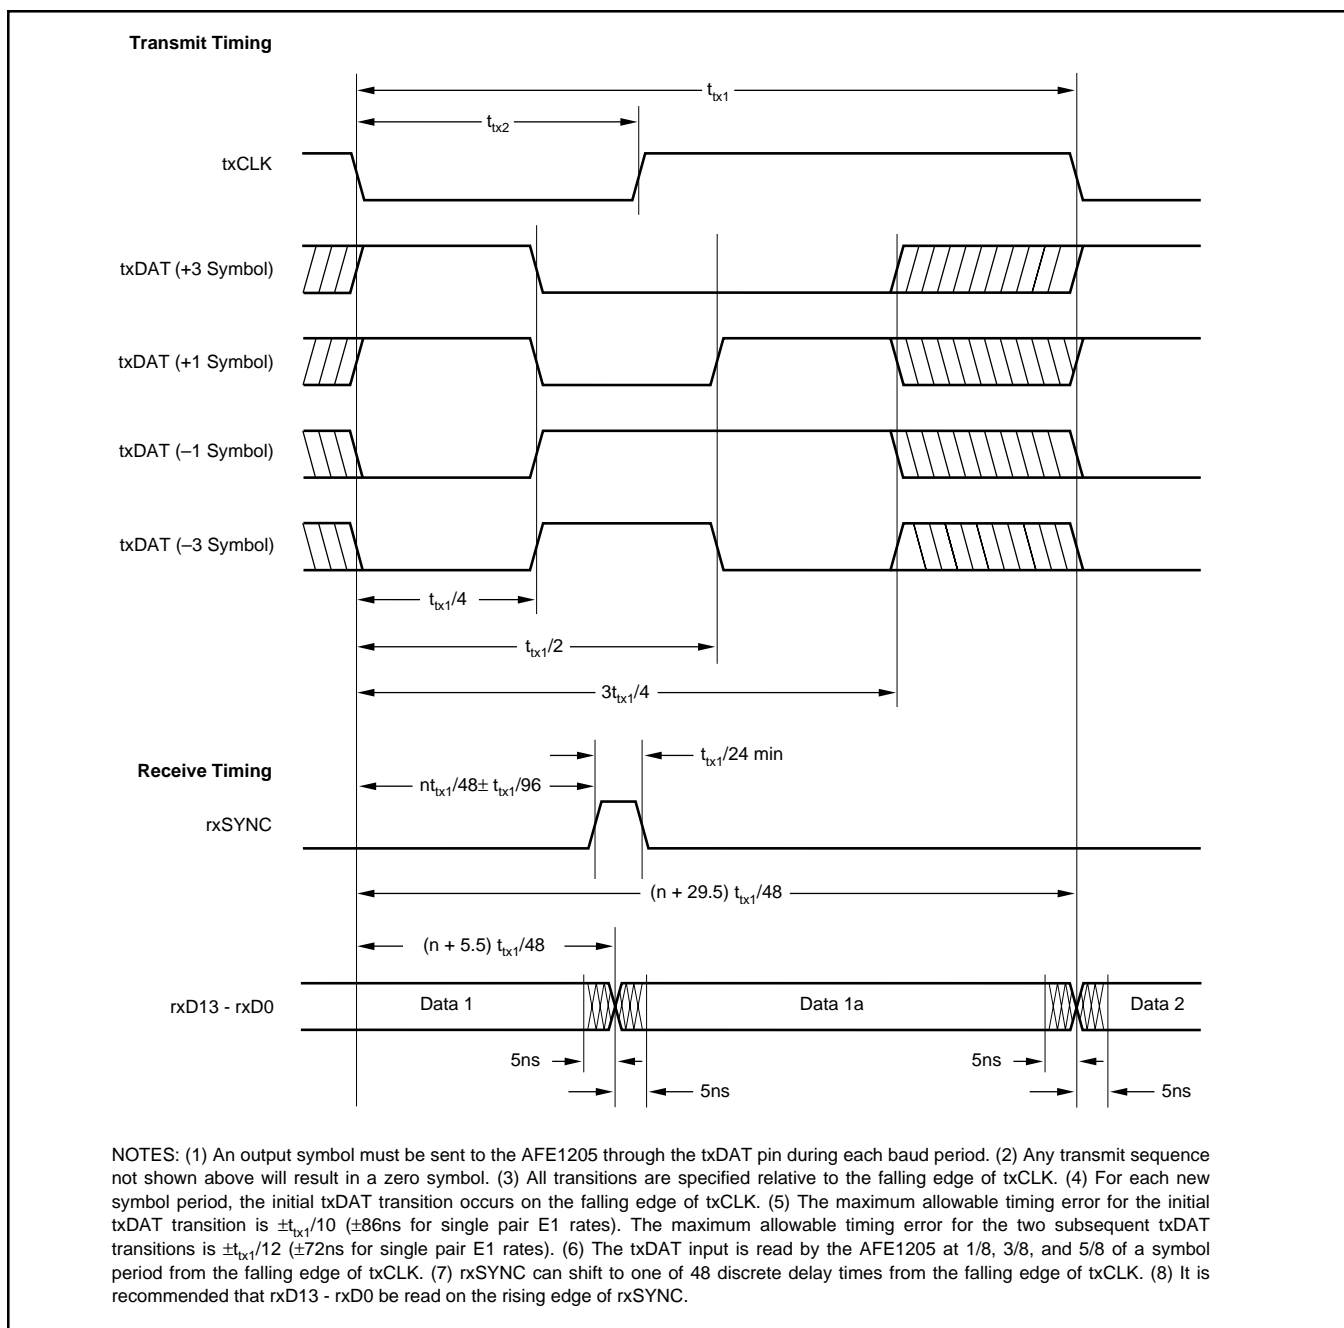 Transmit Timing
t_tx1
t_tx2
txCLK
txDAT (+3 Symbol)
txDAT (+1 Symbol)
txDAT (–1 Symbol)
txDAT (–3 Symbol)
t_tx1/4
t_tx1/2
3t_tx1/4
t_tx1/24 min
Receive Timing
nt_tx1/48± t_tx1/96
rxSYNC
(n + 29.5) t_tx1/48
(n + 5.5) t_tx1/48
rxD13 - rxD0
Data 1
Data 1a
Data 2
5ns
5ns
5ns
5ns
NOTES: (1) An output symbol must be sent to the AFE1205 through the txDAT pin during each baud period. (2) Any transmit sequence
not shown above will result in a zero symbol. (3) All transitions are specified relative to the falling edge of txCLK. (4) For each new
symbol period, the initial txDAT transition occurs on the falling edge of txCLK. (5) The maximum allowable timing error for the initial
txDAT transition is ±t_tx1/10 (±86ns for single pair E1 rates). The maximum allowable timing error for the two subsequent txDAT
transitions is ±t_tx1/12 (±72ns for single pair E1 rates). (6) The txDAT input is read by the AFE1205 at 1/8, 3/8, and 5/8 of a symbol
period from the falling edge of txCLK. (7) rxSYNC can shift to one of 48 discrete delay times from the falling edge of txCLK. (8) It is
recommended that rxD13 - rxD0 be read on the rising edge of rxSYNC.